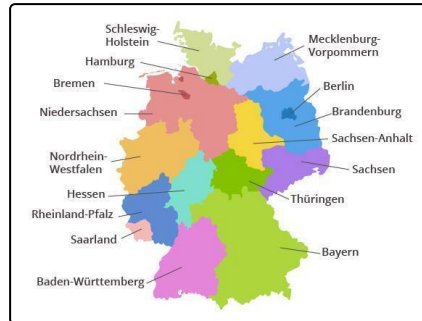 Schleswig-
Holstein
Mecklenburg-
Vorpommern
Hamburg
Bremen
Berlin
Niedersachsen
Brandenburg
Sachsen-Anhalt
Nordrhein-
Westfalen
Sachsen
Hessen
Thüringen
Rheinland-Pfalz
Saarland
Bayern
Baden-Württemberg